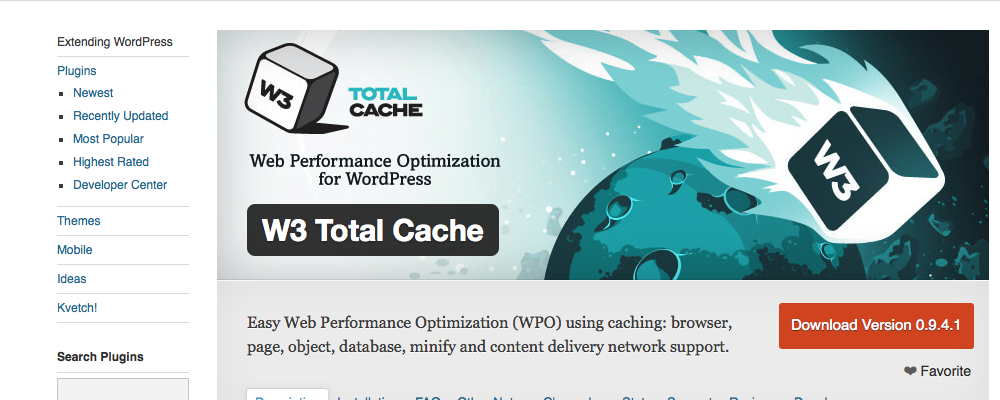 Extending WordPress
Plugins
Newest
Recently Updated
Most Popular
Highest Rated
Developer Center
Themes
Mobile
Ideas
Kvetch!
Search Plugins
W3
TOTAL
CACHE
Web Performance Optimization
for WordPress
W3 Total Cache
W3
Easy Web Performance Optimization (WPO) using caching: browser,
page, object, database, minify and content delivery network support.
Download Version 0.9.4.1
❤ Favorite